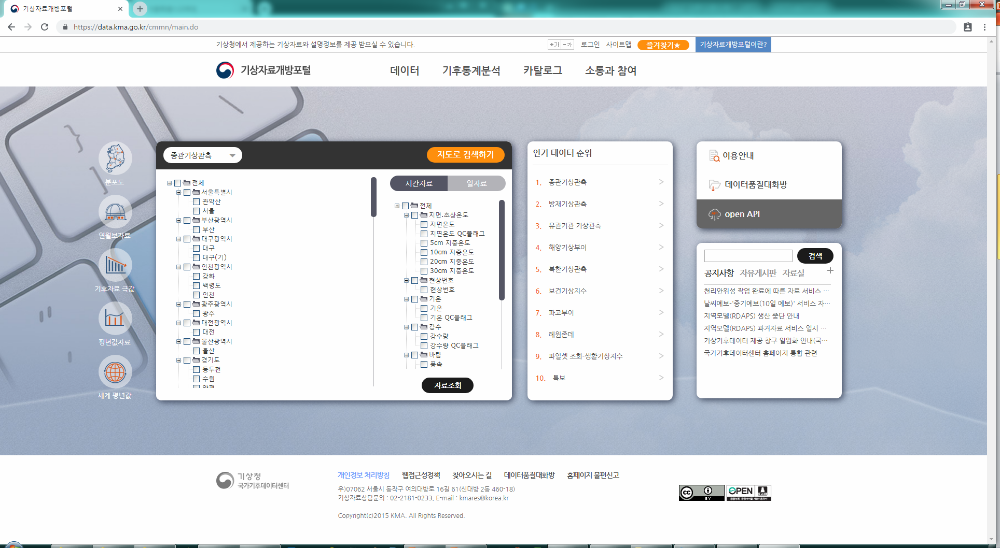 기상자료개방포털
https://data.kma.go.kr/cmmn/main.do
기상청에서 제공하는 기상자료와 설명정보를 제공 받으실 수 있습니다.
+가 -가 로그인 사이트맵 즐겨찾기★ 기상자료개방포털이란?
기상자료개방포털 데이터 기후통계분석 카탈로그 소통과 참여
분포도
연월보자료
기후자료 극값
평년값자료
세계 평년값
종관기상관측 지도로 검색하기
전체
서울특별시
관악산
서울
부산광역시
부산
대구광역시
대구
대구(기)
인천광역시
강화
백령도
인천
광주광역시
광주
대전광역시
대전
울산광역시
울산
경기도
동두천
수원
양평
시간자료 일자료
전체
지면.초상온도
지면온도
지면온도 QC플래그
5cm 지중온도
10cm 지중온도
20cm 지중온도
30cm 지중온도
현상번호
현상번호
기온
기온
기온 QC플래그
강수
강수량
강수량 QC플래그
바람
풍속
자료조회
인기 데이터 순위
1. 종관기상관측
2. 방재기상관측
3. 유관기관 기상관측
4. 해양기상부이
5. 북한기상관측
6. 보건기상지수
7. 파고부이
8. 레윈존데
9. 파일셋 조회-생활기상지수
10. 특보
이용안내
데이터품질대화방
API open API
검색
공지사항 자유게시판 자료실 +
천리안위성 작업 완료에 따른 자료 서비스 ...
날씨예보-'중기예보(10일 예보)' 서비스 자...
지역모델(RDAPS) 생산 중단 안내
지역모델(RDAPS) 과거자료 서비스 일시 ...
기상기후데이터 제공 창구 일원화 안내(국...
국가기후데이터센터 홈페이지 통합 관련
기상청
국가기후데이터센터
개인정보 처리방침 웹접근성정책 찾아오시는 길 데이터품질대화방 홈페이지 불편신고
우)07062 서울시 동작구 여의대방로 16길 61(신대방 2동 460-18)
기상자료상담문의 : 02-2181-0233, E-mail : kmares@korea.kr
Copyright(c)2015 KMA. All Rights Reserved.
cc BY
OPEN